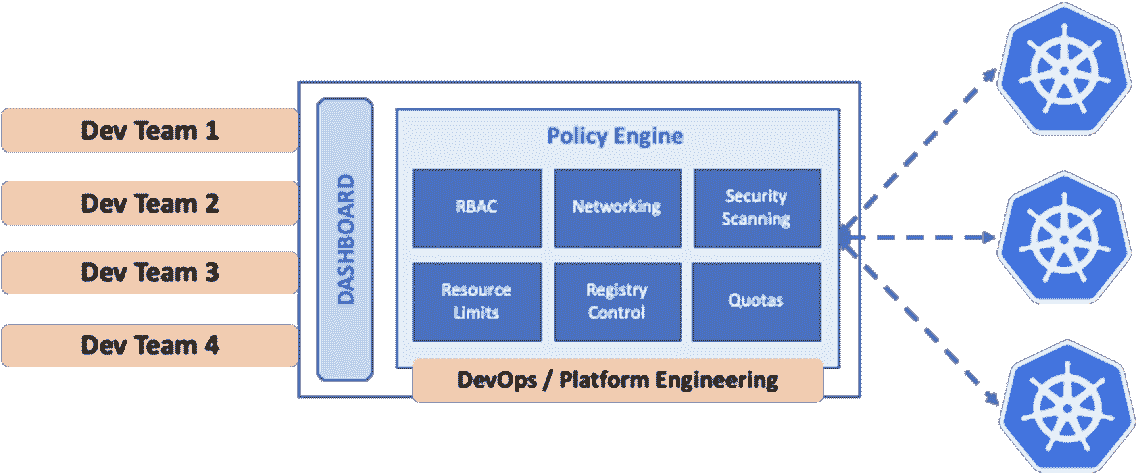 Dev Team 1
Dev Team 2
Dev Team 3
Dev Team 4
DASHBOARD
Policy Engine
RBAC
Networking
Security
Scanning
Resource
Limits
Registry
Control
Quotas
DevOps / Platform Engineering